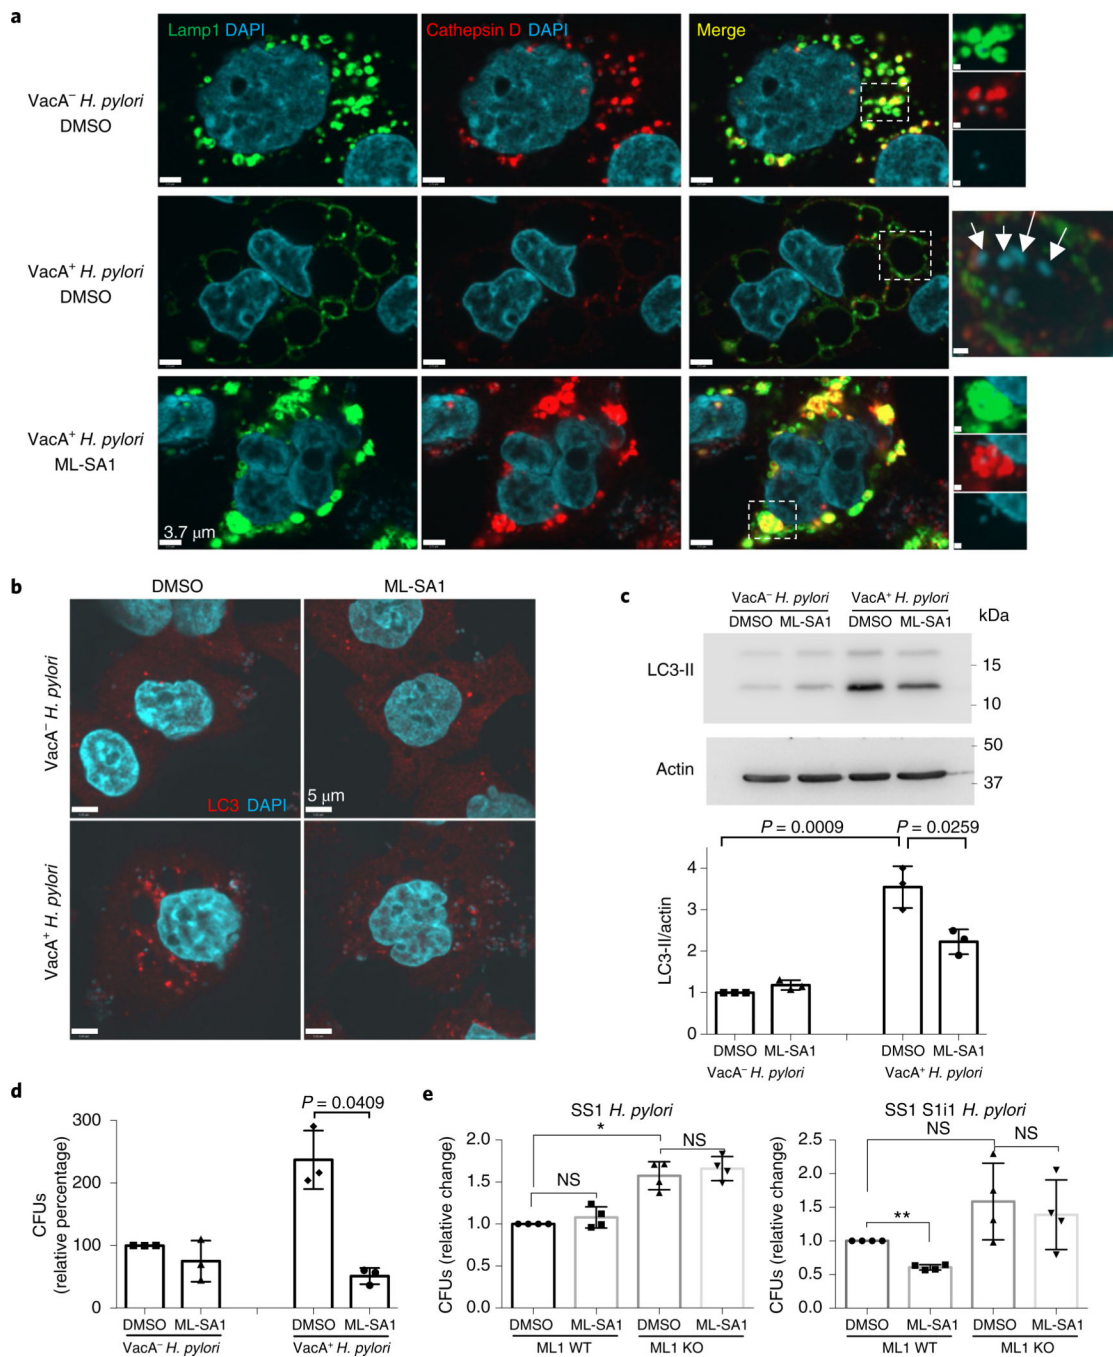 a
Lamp1 DAPI
Cathepsin D DAPI
Merge
VacA⁻ H. pylori
DMSO
VacA⁺ H. pylori
DMSO
VacA⁺ H. pylori
ML-SA1
3.7 μm
b
DMSO
ML-SA1
VacA⁻ H. pylori
VacA⁺ H. pylori
LC3 DAPI
5 μm
c
VacA⁻ H. pylori
VacA⁺ H. pylori
kDa
DMSO ML-SA1
DMSO ML-SA1
LC3-II
15
10
Actin
50
37
P = 0.0009
P = 0.0259
LC3-II/actin
4
3
2
1
0
DMSO ML-SA1
DMSO ML-SA1
VacA⁻ H. pylori
VacA⁺ H. pylori
d
P = 0.0409
CFUs
(relative percentage)
300
200
100
0
DMSO ML-SA1
DMSO ML-SA1
VacA⁻ H. pylori
VacA⁺ H. pylori
e
SS1 H. pylori
*
NS
NS
CFUs (relative change)
2.0
1.5
1.0
0.5
0.0
DMSO ML-SA1 DMSO ML-SA1
ML1 WT
ML1 KO
SS1 S1i1 H. pylori
NS
NS
**
CFUs (relative change)
2.5
2.0
1.5
1.0
0.5
0.0
DMSO ML-SA1 DMSO ML-SA1
ML1 WT
ML1 KO